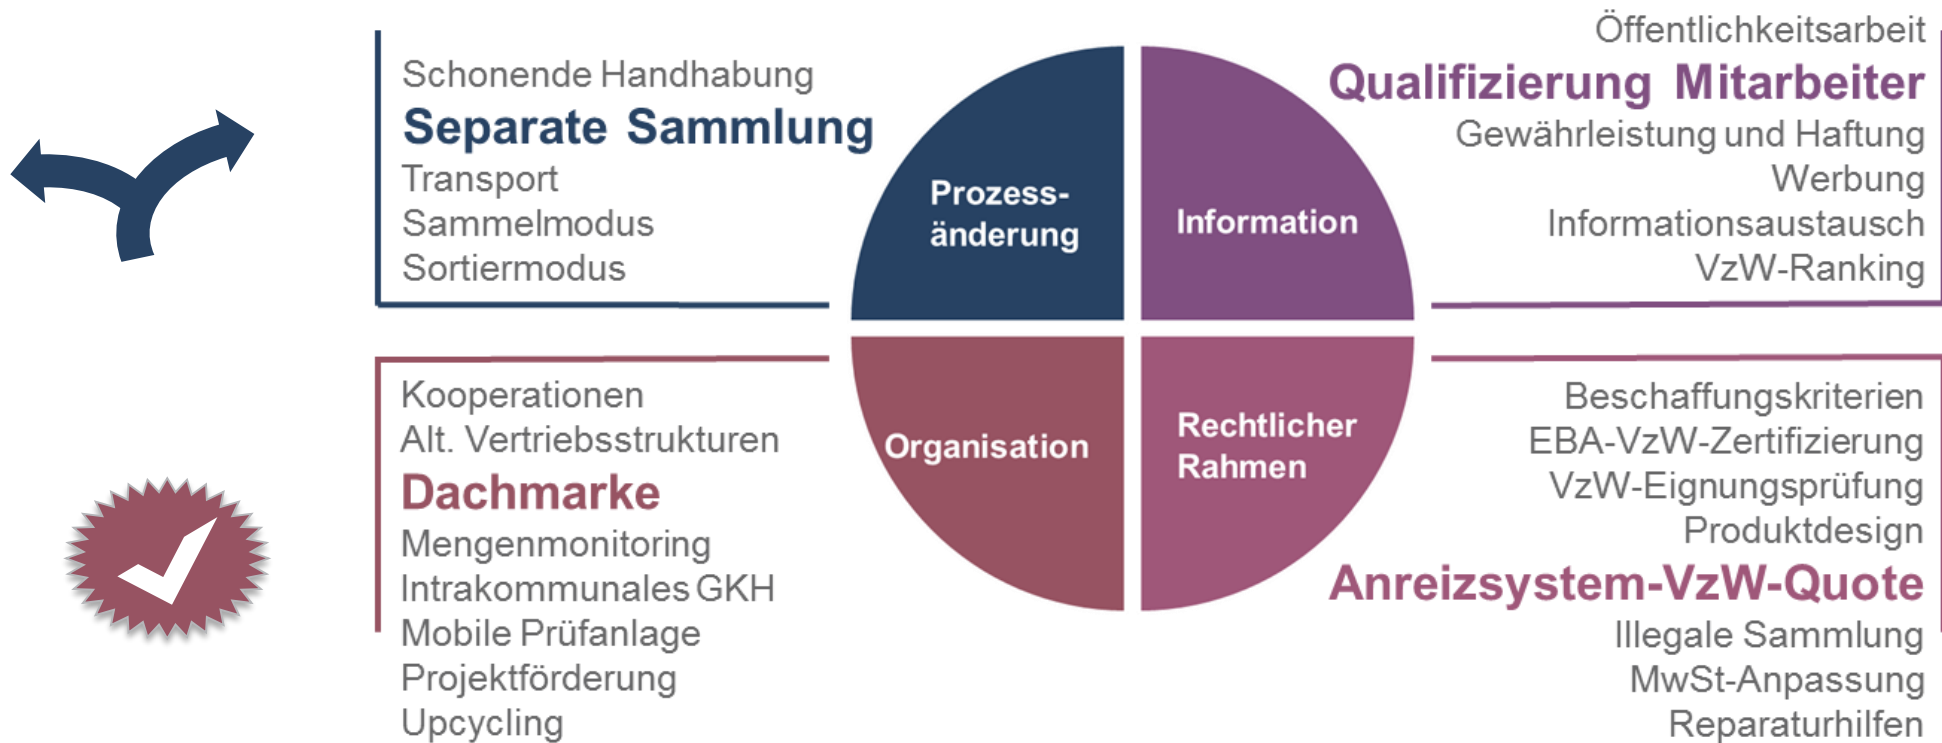 Schonende Handhabung
Separate Sammlung
Transport
Sammelmodus
Sortiermodus
Prozess-
änderung
Information
Öffentlichkeitsarbeit
Qualifizierung Mitarbeiter
Gewährleistung und Haftung
Werbung
Informationsaustausch
VzW-Ranking
Kooperationen
Alt. Vertriebsstrukturen
Dachmarke
Mengenmonitoring
Intrakommunales GKH
Mobile Prüfanlage
Projektförderung
Upcycling
Organisation
Rechtlicher
Rahmen
Beschaffungskriterien
EBA-VzW-Zertifizierung
VzW-Eignungsprüfung
Produktdesign
Anreizsystem-VzW-Quote
Illegale Sammlung
MwSt-Anpassung
Reparaturhilfen